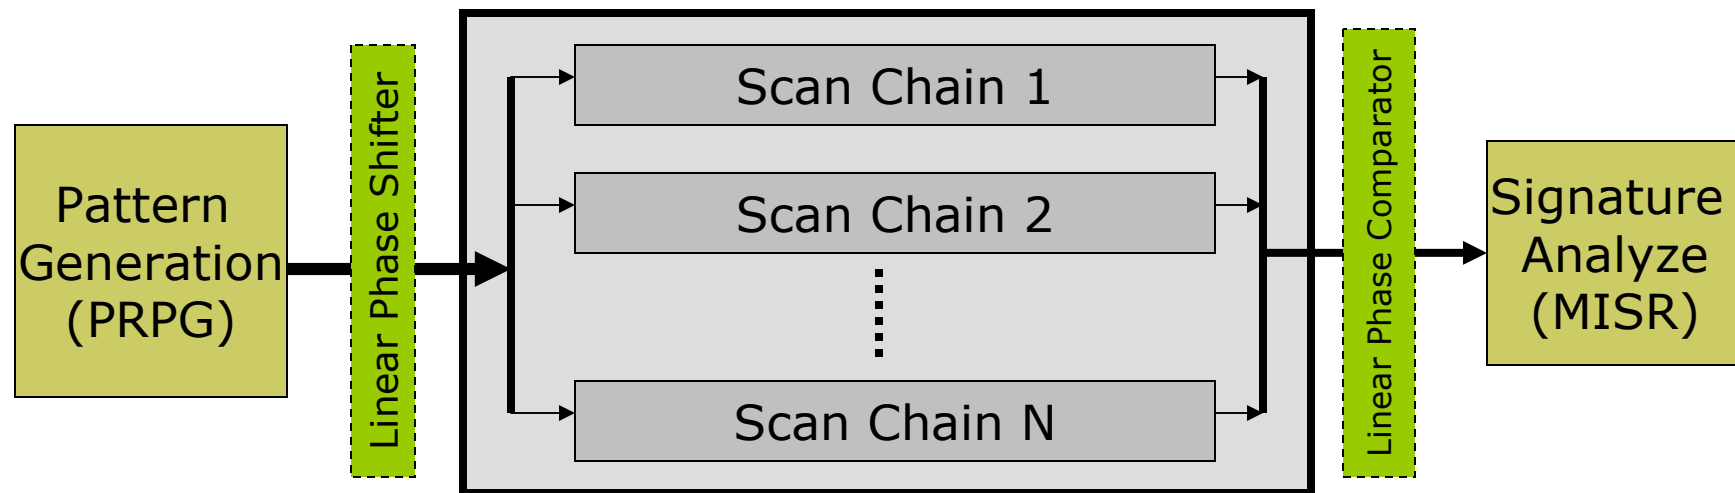 Pattern
Generation
(PRPG)
Linear Phase Shifter
Scan Chain 1
Scan Chain 2
Scan Chain N
Linear Phase Comparator
Signature
Analyze
(MISR)